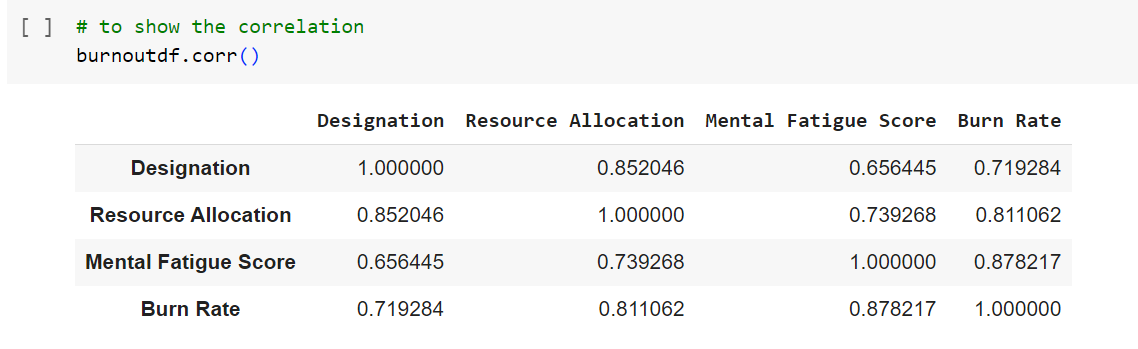 [ ] # to show the correlation
burnoutdf.corr()
Designation Resource Allocation Mental Fatigue Score Burn Rate
Designation 1.000000 0.852046 0.656445 0.719284
Resource Allocation 0.852046 1.000000 0.739268 0.811062
Mental Fatigue Score 0.656445 0.739268 1.000000 0.878217
Burn Rate 0.719284 0.811062 0.878217 1.000000